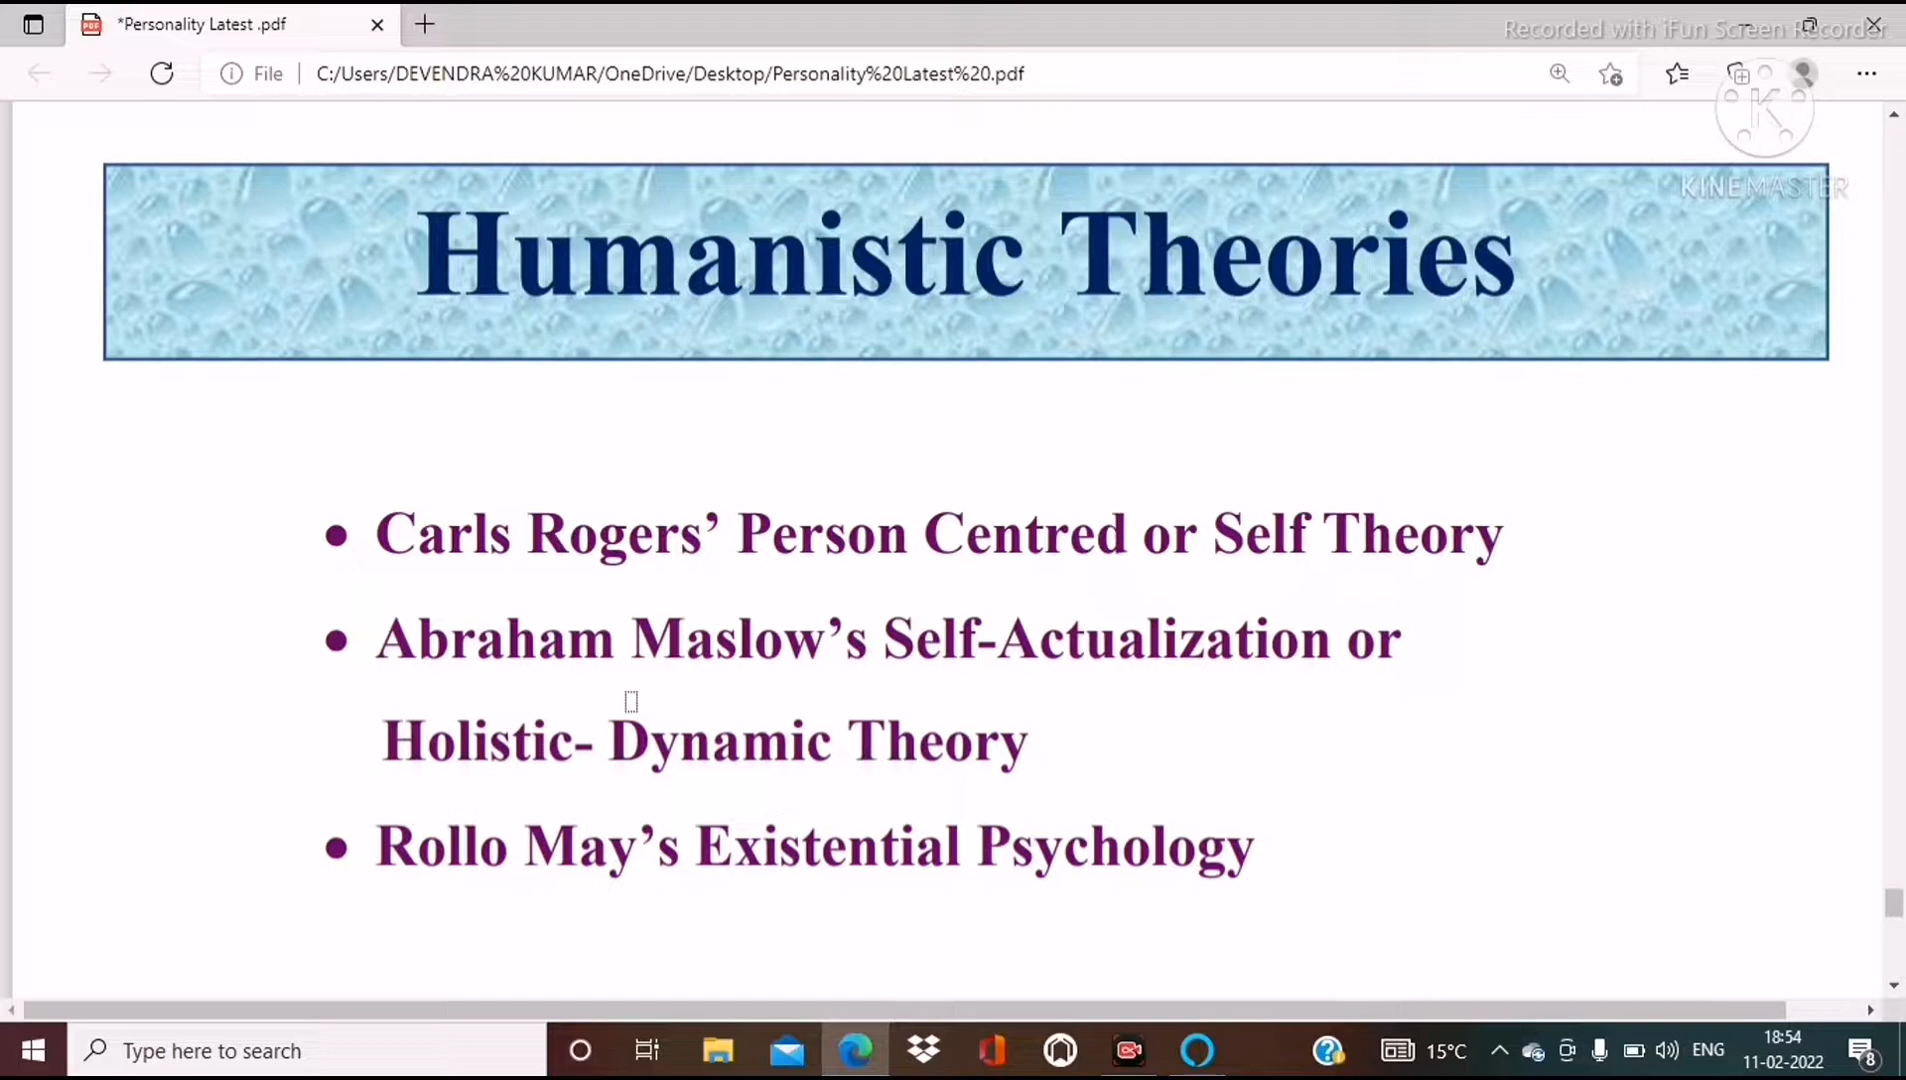 *Personality Latest .pdf
Recorded with iFun Screen Recorder
File
C:/Users/DEVENDRA%20KUMAR/OneDrive/Desktop/Personality%20Latest%20.pdf
K
KINEMASTER
Humanistic Theories
• Carls Rogers’ Person Centred or Self Theory
• Abraham Maslow’s Self-Actualization or
Holistic- Dynamic Theory
• Rollo May’s Existential Psychology
Type here to search
15°C
ENG
18:54
11-02-2022
8